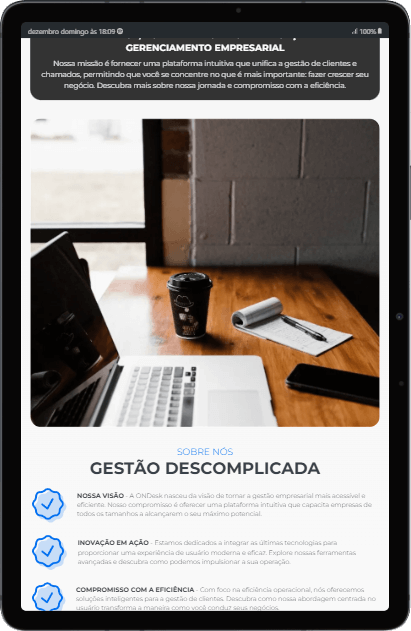 dezembro domingo às 18:09
100%
GERENCIAMENTO EMPRESARIAL
Nossa missão é fornecer uma plataforma intuitiva que unifica a gestão de clientes e
chamados, permitindo que você se concentre no que é mais importante: fazer crescer seu
negócio. Descubra mais sobre nossa jornada e compromisso com a eficiência.
SOBRE NÓS
GESTÃO DESCOMPLICADA
NOSSA VISÃO - A ONDesk nasceu da visão de tornar a gestão empresarial mais acessível e
eficiente. Nosso compromisso é oferecer uma plataforma intuitiva que capacita empresas de
todos os tamanhos a alcançarem o seu máximo potencial.
INOVAÇÃO EM AÇÃO - Estamos dedicados a integrar as últimas tecnologias para
proporcionar uma experiência de usuário moderna e eficaz. Explore nossas ferramentas
avançadas e descubra como podemos impulsionar a sua operação.
COMPROMISSO COM A EFICIÊNCIA - Com foco na eficiência operacional, nós oferecemos
soluções inteligentes para a gestão de clientes. Descubra como nossa abordagem centrada no
usuário transforma a maneira como você conduz seus negócios.